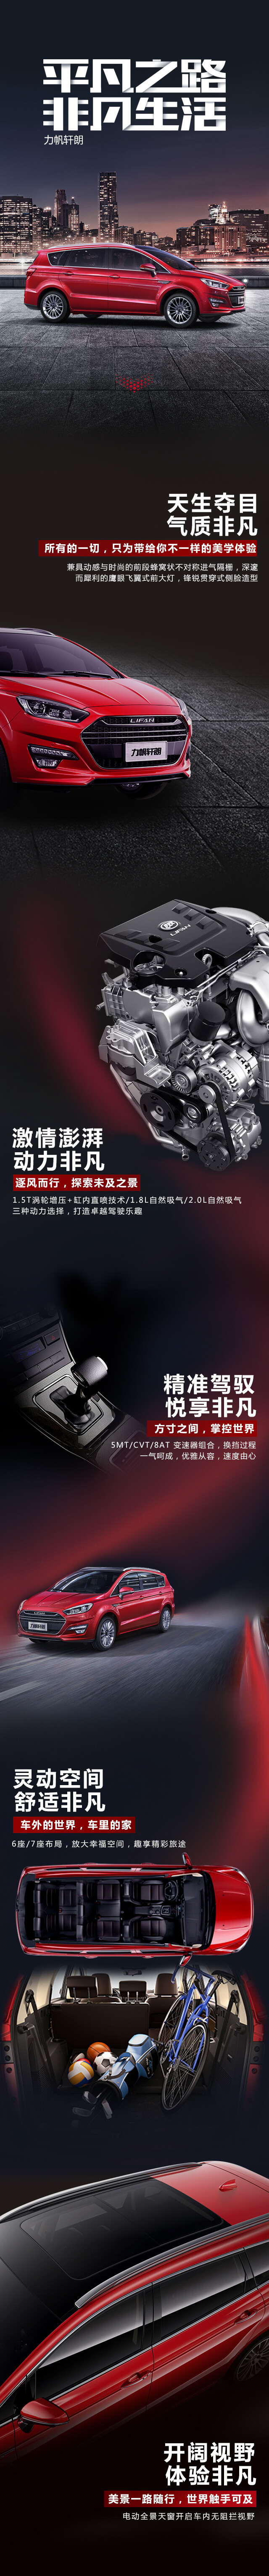 平凡之路
非凡生活
力帆轩朗
天生夺目
气质非凡
所有的一切，只为带给你不一样的美学体验
兼具动感与时尚的前段蜂窝状不对称进气隔栅，深邃
而犀利的鹰眼飞翼式前大灯，锋锐贯穿式侧脸造型
LIFAN
力帆轩朗
LIFAN
激情澎湃
动力非凡
逐风而行，探索未及之景
1.5T涡轮增压+缸内直喷技术/1.8L自然吸气/2.0L自然吸气
三种动力选择，打造卓越驾驶乐趣
精准驾驭
悦享非凡
方寸之间，掌控世界
5MT/CVT/8AT 变速器组合，换挡过程
一气呵成，优雅从容，速度由心
灵动空间
舒适非凡
车外的世界，车里的家
6座/7座布局，放大幸福空间，趣享精彩旅途
开阔视野
体验非凡
美景一路随行，世界触手可及
电动全景天窗开启车内无阻拦视野